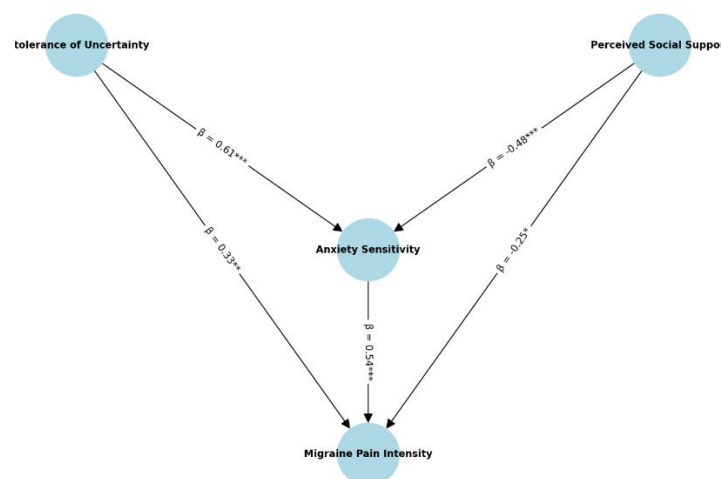 tolerance of Uncertainty
Perceived Social Suppo
β = 0.61***
β = -0.48***
β = 0.33**
β = -0.25*
Anxiety Sensitivity
β = 0.54***
Migraine Pain Intensity